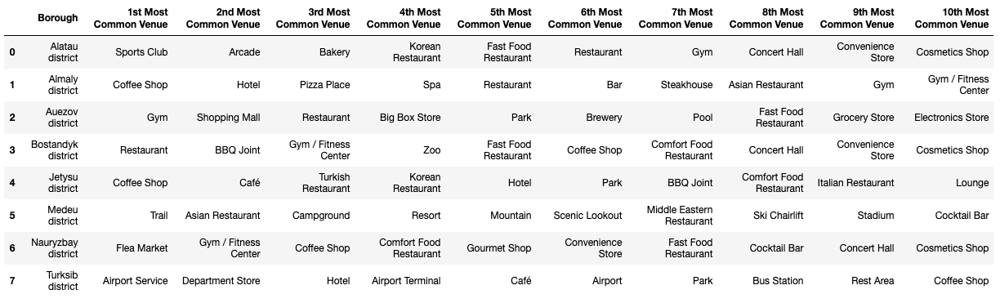 Borough 1st Most Common Venue 2nd Most Common Venue 3rd Most Common Venue 4th Most Common Venue 5th Most Common Venue 6th Most Common Venue 7th Most Common Venue 8th Most Common Venue 9th Most Common Venue 10th Most Common Venue
0 Alatau district Sports Club Arcade Bakery Korean Restaurant Fast Food Restaurant Restaurant Gym Concert Hall Convenience Store Cosmetics Shop
1 Almaly district Coffee Shop Hotel Pizza Place Spa Restaurant Bar Steakhouse Asian Restaurant Gym Gym / Fitness Center
2 Auezov district Gym Shopping Mall Restaurant Big Box Store Park Brewery Pool Fast Food Restaurant Grocery Store Electronics Store
3 Bostandyk district Restaurant BBQ Joint Gym / Fitness Center Zoo Fast Food Restaurant Coffee Shop Comfort Food Restaurant Concert Hall Convenience Store Cosmetics Shop
4 Jetysu district Coffee Shop Café Turkish Restaurant Korean Restaurant Hotel Park BBQ Joint Comfort Food Restaurant Italian Restaurant Lounge
5 Medeu district Trail Asian Restaurant Campground Resort Mountain Scenic Lookout Middle Eastern Restaurant Ski Chairlift Stadium Cocktail Bar
6 Nauryzbay district Flea Market Gym / Fitness Center Coffee Shop Comfort Food Restaurant Gourmet Shop Convenience Store Fast Food Restaurant Cocktail Bar Concert Hall Cosmetics Shop
7 Turksib district Airport Service Department Store Hotel Airport Terminal Café Airport Park Bus Station Rest Area Coffee Shop